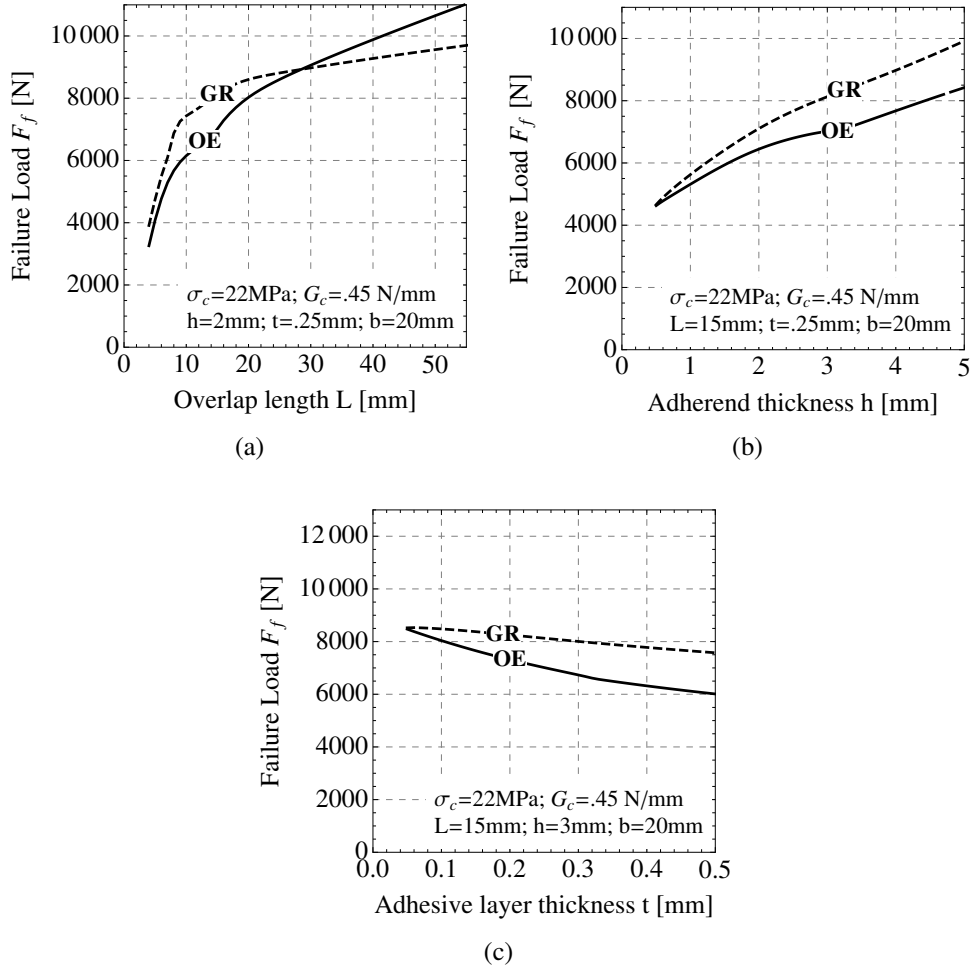 10 000
8000
6000
4000
2000
0
Failure Load F_f [N]
GR
OE
σ_c=22MPa; G_c=.45 N/mm
h=2mm; t=.25mm; b=20mm
0 10 20 30 40 50
Overlap length L [mm]
(a)
10 000
8000
6000
4000
2000
0
Failure Load F_f [N]
GR
OE
σ_c=22MPa; G_c=.45 N/mm
L=15mm; t=.25mm; b=20mm
0 1 2 3 4 5
Adherend thickness h [mm]
(b)
12 000
10 000
8000
6000
4000
2000
0
Failure Load F_f [N]
GR
OE
σ_c=22MPa; G_c=.45 N/mm
L=15mm; h=3mm; b=20mm
0.0 0.1 0.2 0.3 0.4 0.5
Adhesive layer thickness t [mm]
(c)